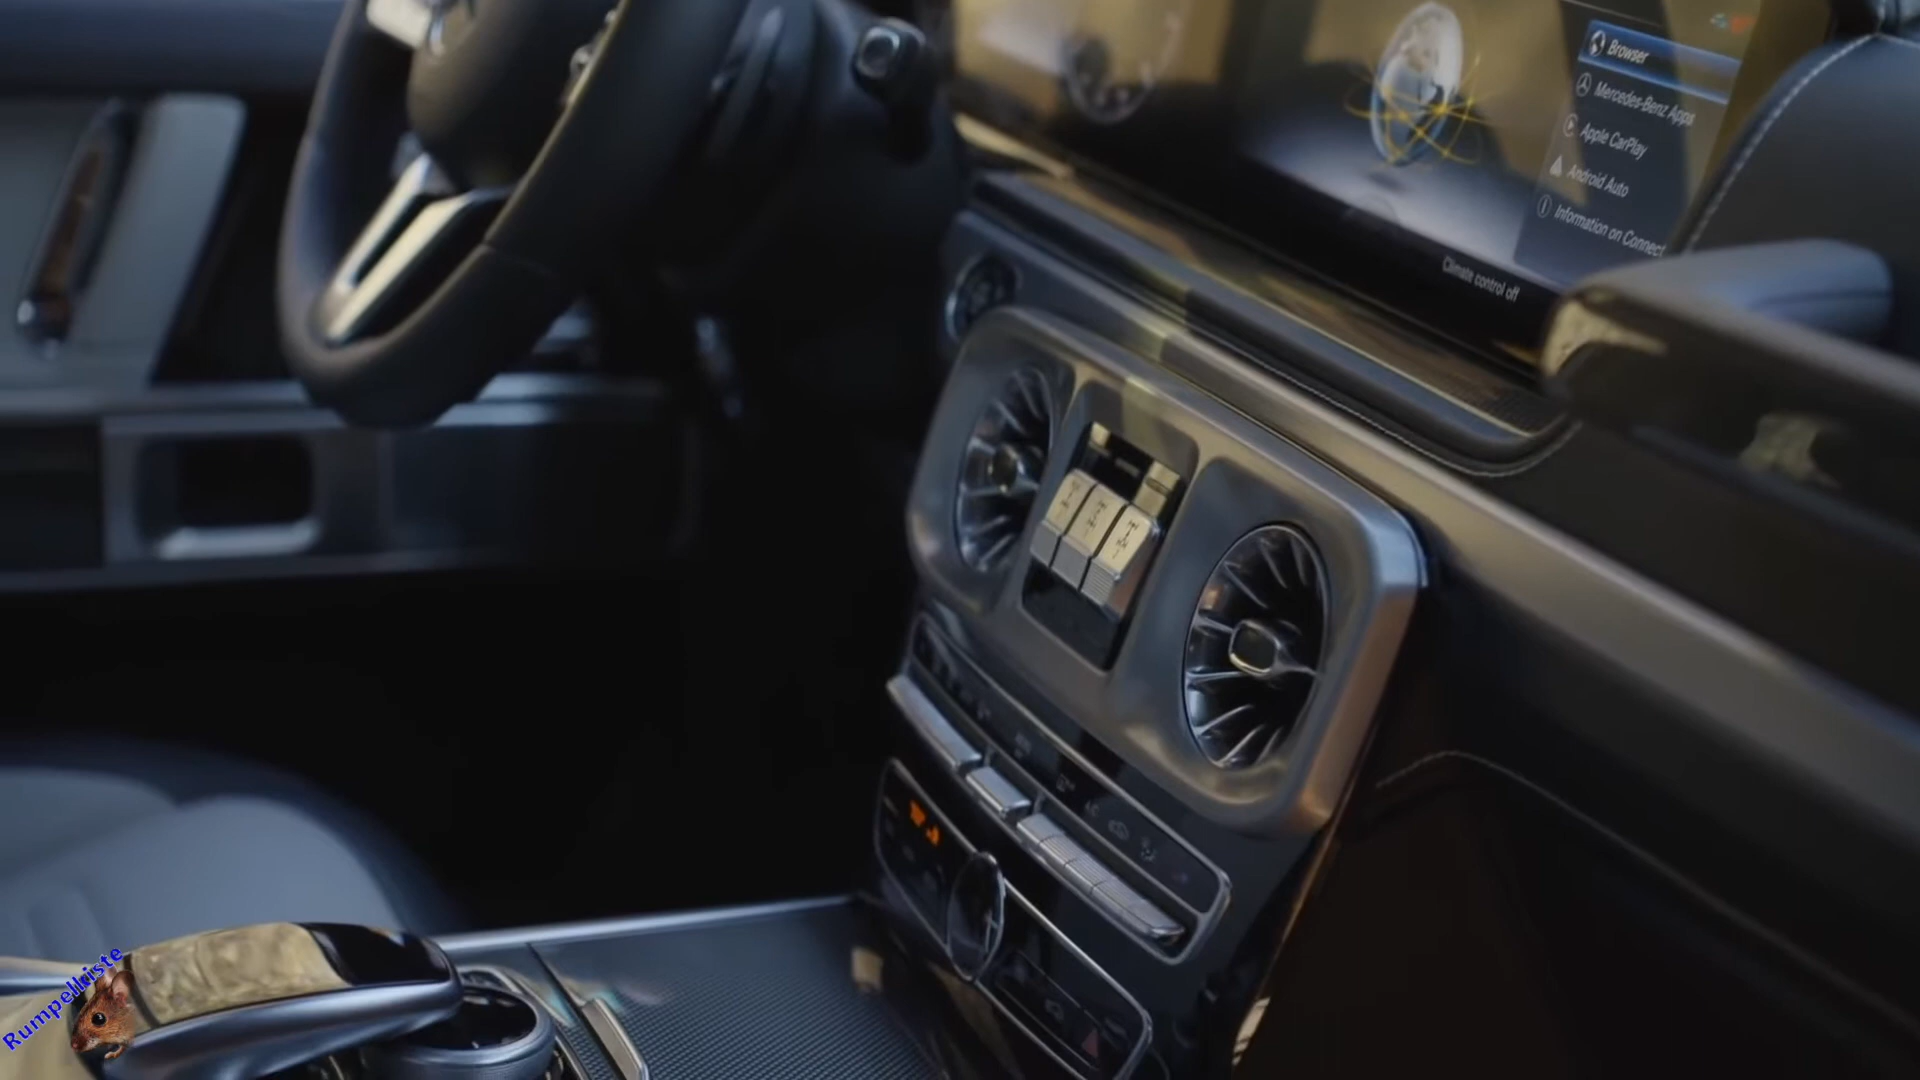 Browser
Mercedes-Benz Apps
Apple CarPlay
Android Auto
Information on Connect
Climate control off
Rumpelkiste